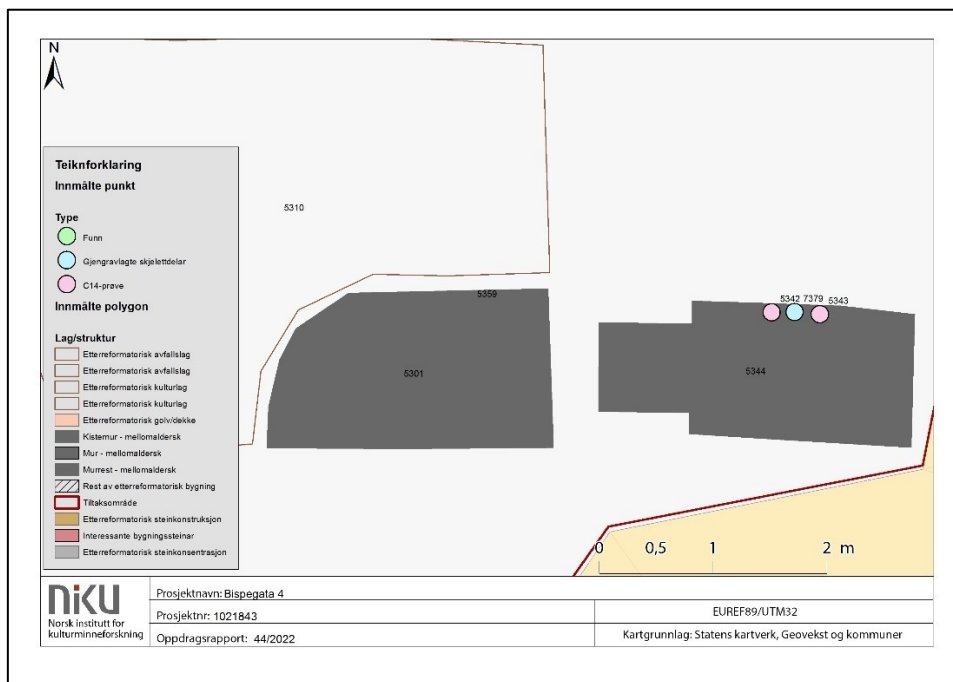 N
Teiknforklaring
Innmålte punkt
Type
Funn
Gjengravlagte skjelettdelar
C14-prøve
Innmålte polygon
Lag/struktur
Etterreformatorisk avfallslag
Etterreformatorisk avfallslag
Etterreformatorisk kulturlag
Etterreformatorisk kulturlag
Etterreformatorisk golv/dekke
Kistemur - mellomaldersk
Mur - mellomaldersk
Murrest - mellomaldersk
Rest av etterreformatorisk bygning
Tiltaksområde
Etterreformatorisk steinkonstruksjon
Interessante bygningssteinar
Etterreformatorisk steinkonsentrasjon
5310
5359
5301
5342 7379 5343
5344
0 0,5 1 2 m
niku
Norsk institutt for
kulturminneforskning
Prosjektnavn: Bispegata 4
Prosjektnr: 1021843
Oppdragsrapport: 44/2022
EUREF89/UTM32
Kartgrunnlag: Statens kartverk, Geovekst og kommuner